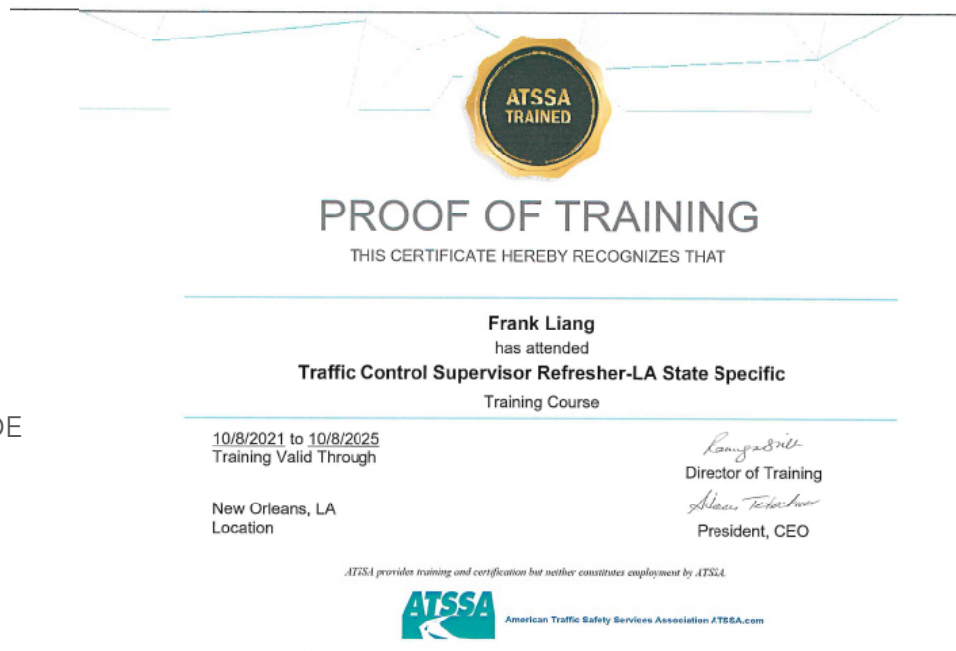 ATSSA
TRAINED
PROOF OF TRAINING
THIS CERTIFICATE HEREBY RECOGNIZES THAT
Frank Liang
has attended
Traffic Control Supervisor Refresher-LA State Specific
Training Course
DE
10/8/2021 to 10/8/2025
Training Valid Through
Director of Training
New Orleans, LA
Location
President, CEO
ATSSA provides training and certification but neither constitutes employment by ATSSA.
ATSSA
American Traffic Safety Services Association ATSSA.com